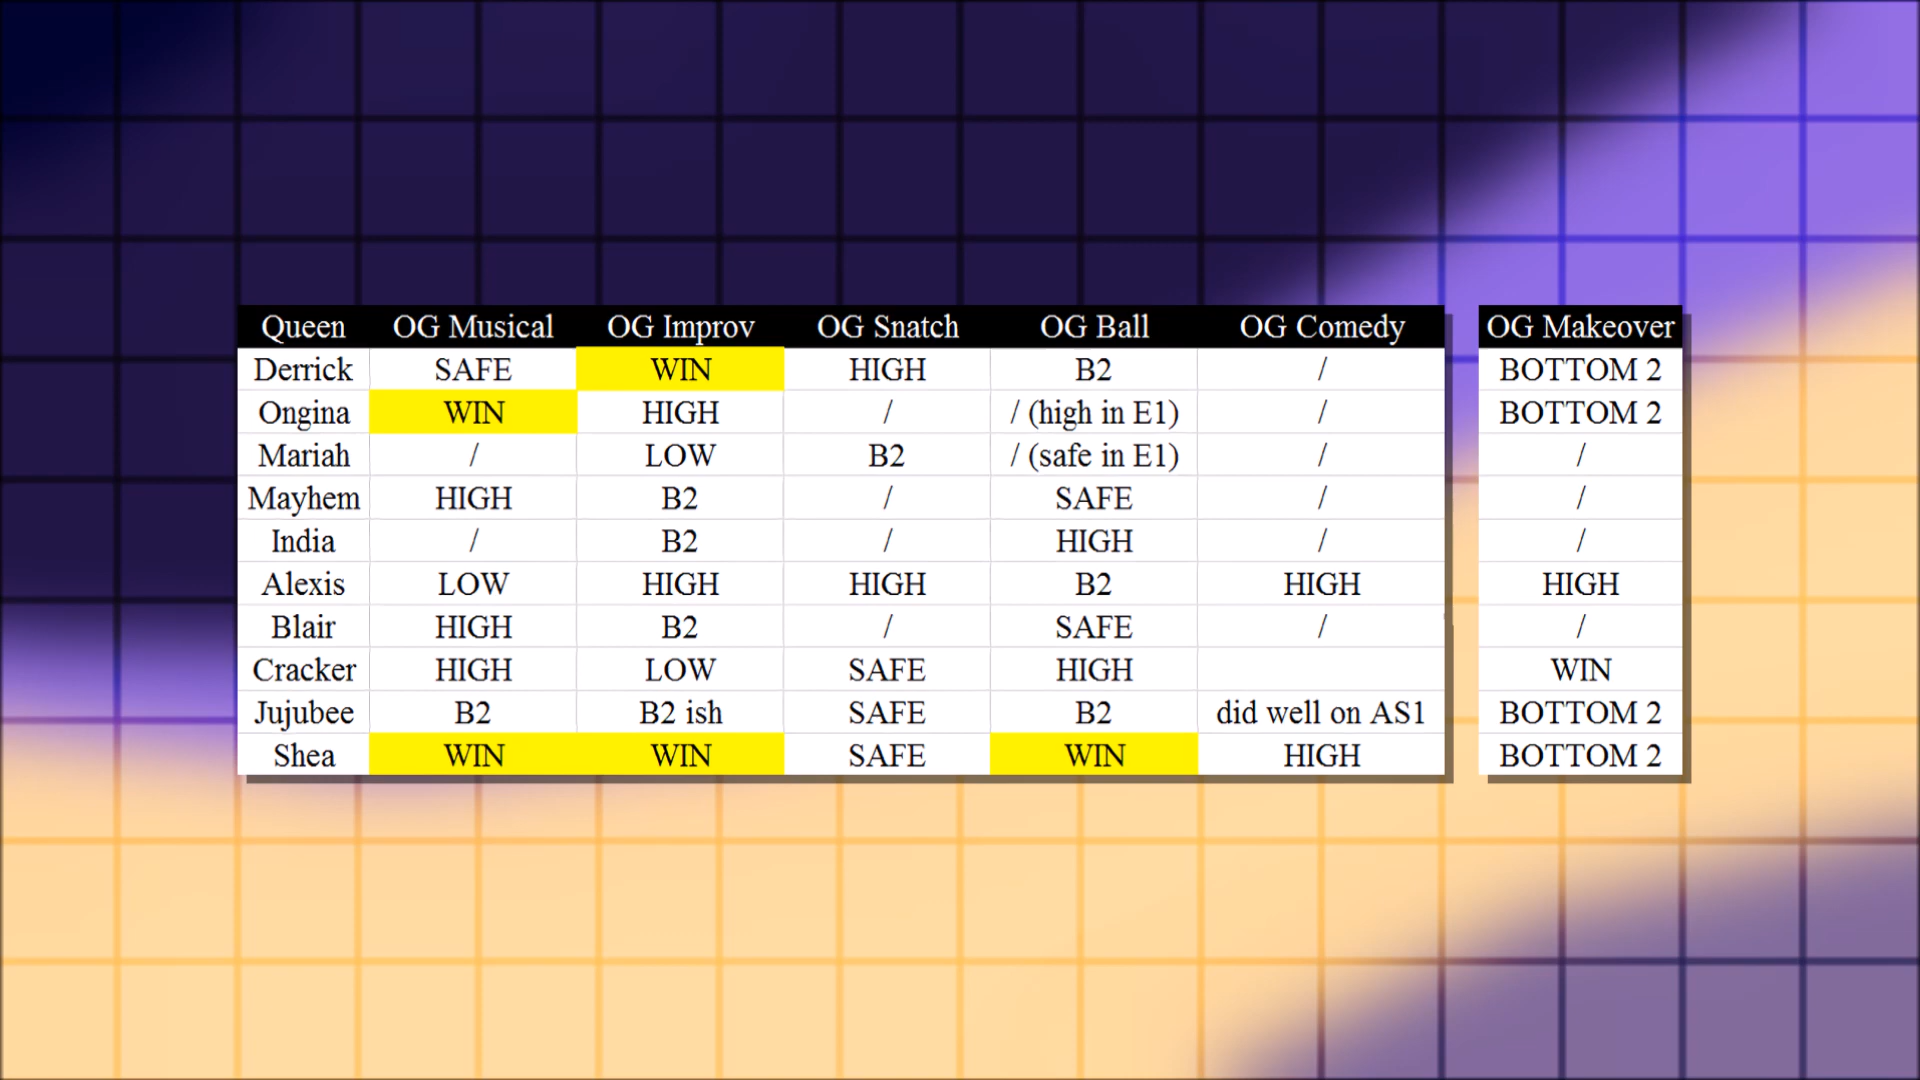 Queen OG Musical OG Improv OG Snatch OG Ball OG Comedy OG Makeover
Derrick SAFE WIN HIGH B2 / BOTTOM 2
Ongina WIN HIGH / / (high in E1) / BOTTOM 2
Mariah / LOW B2 / (safe in E1) / /
Mayhem HIGH B2 / SAFE / /
India / B2 / HIGH / /
Alexis LOW HIGH HIGH B2 HIGH HIGH
Blair HIGH B2 / SAFE / /
Cracker HIGH LOW SAFE HIGH WIN
Jujubee B2 B2 ish SAFE B2 did well on AS1 BOTTOM 2
Shea WIN WIN SAFE WIN HIGH BOTTOM 2